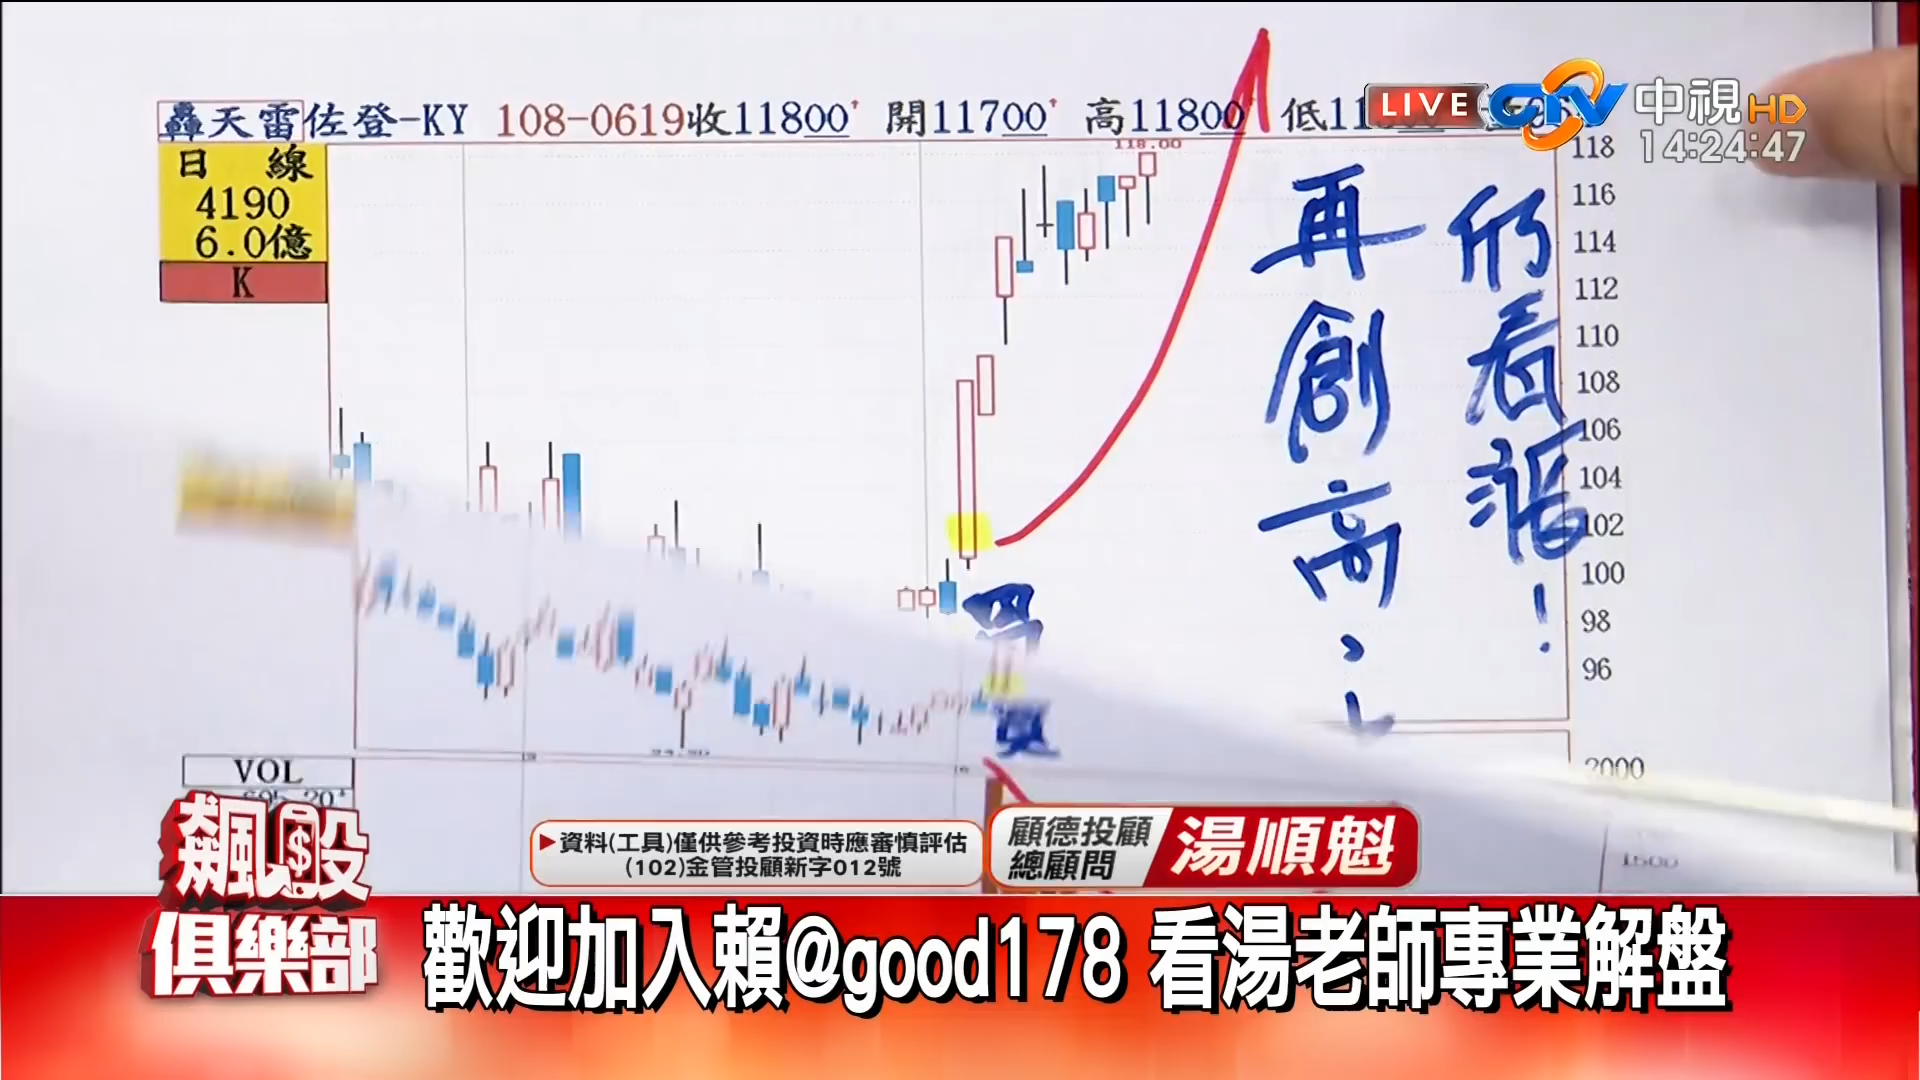 轟天雷佐登-KY 108-0619收11800↑ 開11700↑ 高11800 低11
LIVE CTV 中視HD
14:24:47
日線
4190
6.0億
K
118.00
118
116
114
112
110
108
106
104
102
100
98
96
仍看漲！
再創高
買
VOL
2000
1500
飆股
俱樂部
資料(工具)僅供參考投資時應審慎評估
(102)金管投顧新字012號
顧德投顧
總顧問
湯順魁
歡迎加入賴@good178 看湯老師專業解盤